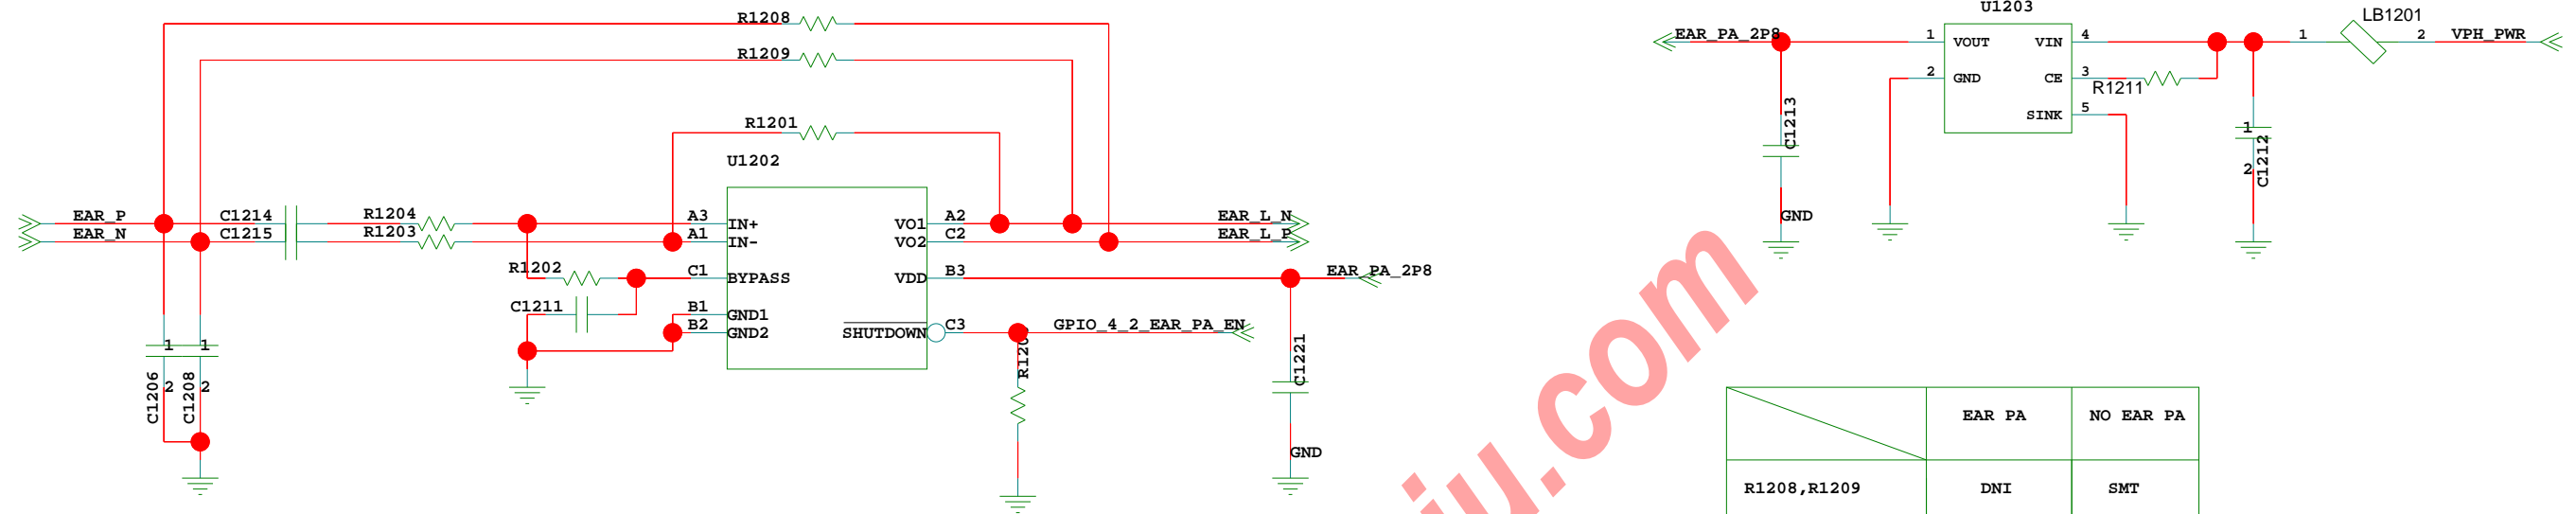 R1208
R1209
R1201
U1202
EAR_P
EAR_N
C1214
C1215
R1204
R1203
A3
A1
IN+
IN-
VO1
VO2
A2
C2
EAR_L_N
EAR_L_P
R1202
C1
BYPASS
VDD
B3
EAR_PA_2P8
C1211
B1
B2
GND1
GND2
SHUTDOWN
C3
GPIO_4_2_EAR_PA_EN
1
1
2
2
C1206
C1208
C1221
GND
U1203
EAR_PA_2P8
1
VOUT
VIN
4
2
GND
CE
3
R1211
SINK
5
C1213
GND
1
2
C1212
1
LB1201
2
VPH_PWR
EAR PA
NO EAR PA
R1208,R1209
DNI
SMT